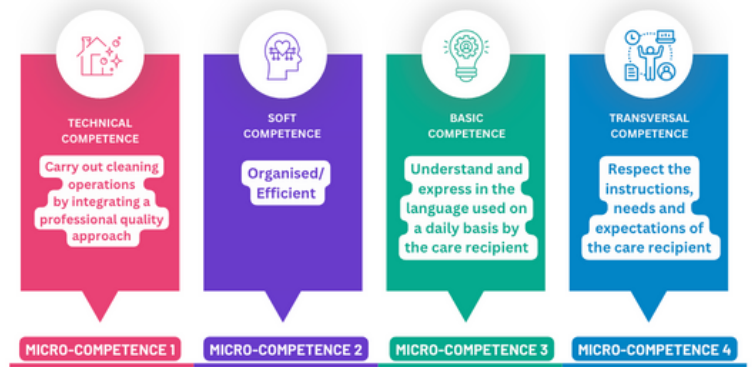 TECHNICAL
COMPETENCE
Carry out cleaning
operations
by integrating a
professional quality
approach
MICRO-COMPETENCE 1
SOFT
COMPETENCE
Organised/
Efficient
MICRO-COMPETENCE 2
BASIC
COMPETENCE
Understand and
express in the
language used on
a daily basis by
the care recipient
MICRO-COMPETENCE 3
TRANSVERSAL
COMPETENCE
Respect the
instructions,
needs and
expectations of
the care recipient
MICRO-COMPETENCE 4